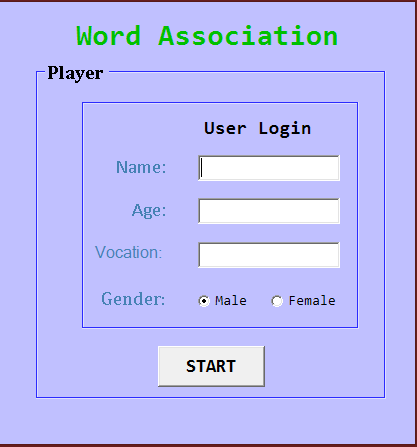 Word Association
Player
User Login
Name:
Age:
Vocation:
Gender: Male Female
START